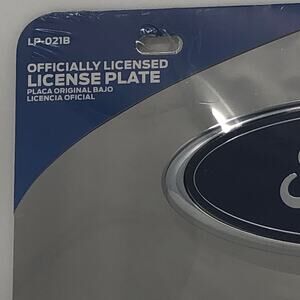 LP-021B
OFFICIALLY LICENSED
LICENSE PLATE
PLACA ORIGINAL BAJO
LICENCIA OFICIAL